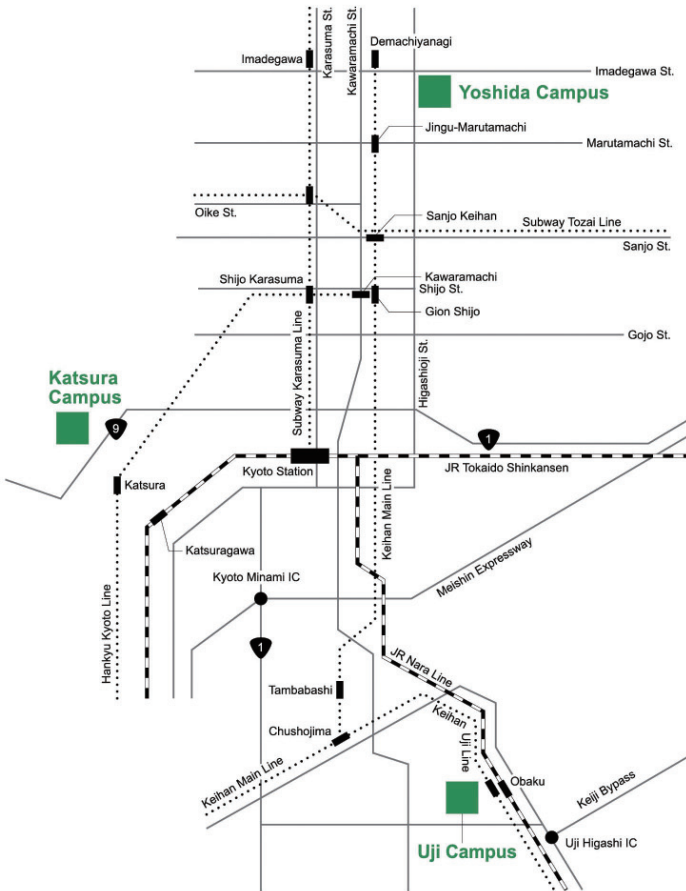 Karasuma St.
Kawaramachi St.
Demachiyanagi
Imadegawa
Imadegawa St.
Yoshida Campus
Jingu-Marutamachi
Marutamachi St.
Oike St.
Sanjo Keihan
Subway Tozai Line
Sanjo St.
Shijo Karasuma
Kawaramachi
Shijo St.
Gion Shijo
Gojo St.
Subway Karasuma Line
Higashioji St.
Katsura
Campus
9
1
Kyoto Station
JR Tokaido Shinkansen
Katsura
Keihan Main Line
Katsuragawa
Meishin Expressway
Kyoto Minami IC
Hankyu Kyoto Line
1
JR Nara Line
Tambabashi
Keihan
Uji Line
Chushojima
Keihan Main Line
Obaku
Keiji Bypass
Uji Higashi IC
Uji Campus